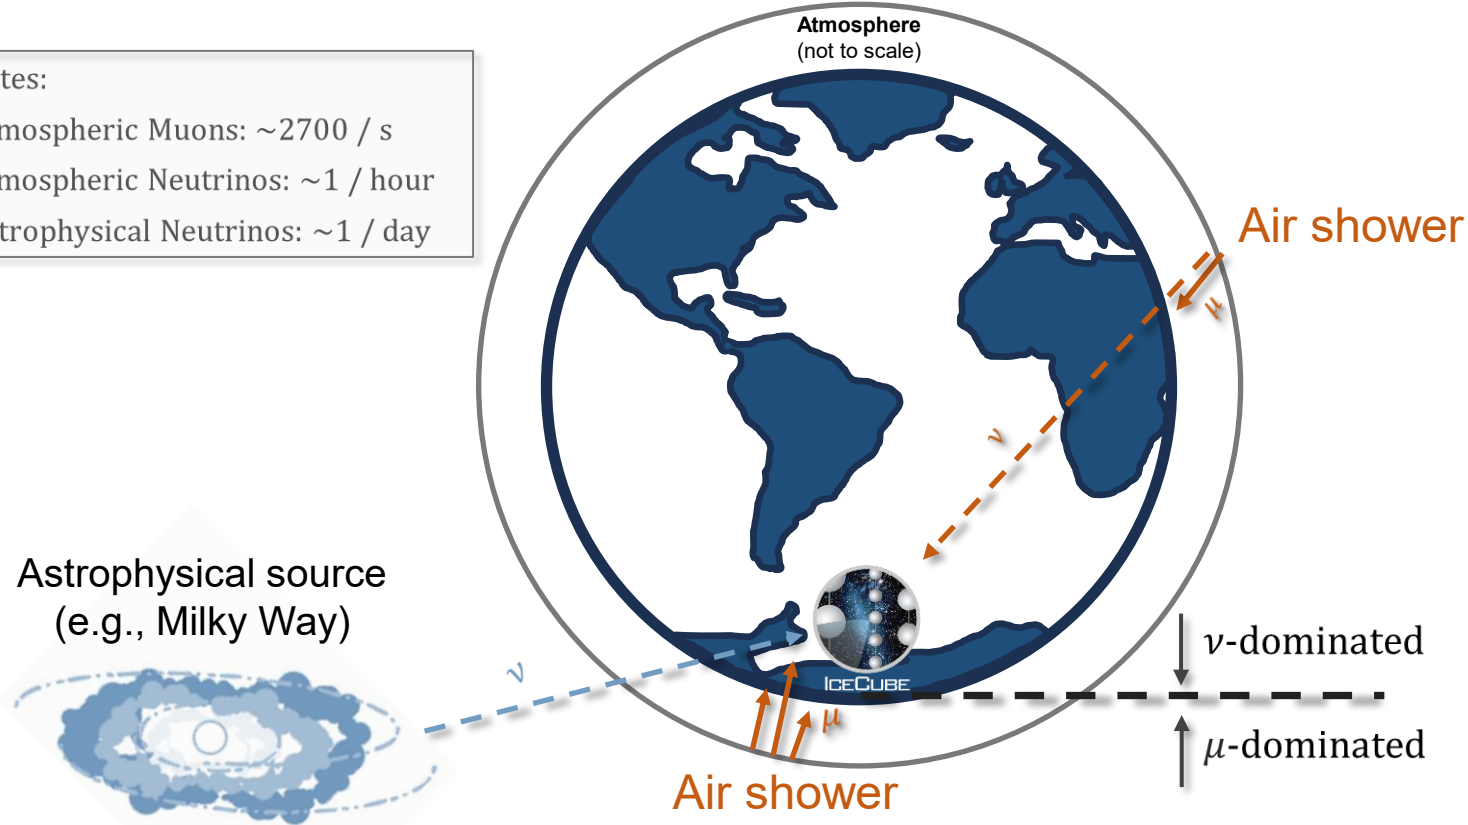 Atmosphere
(not to scale)
tes:
mospheric Muons: ~2700 / s
mospheric Neutrinos: ~1 / hour
trophysical Neutrinos: ~1 / day
Air shower
μ
ν
Astrophysical source
(e.g., Milky Way)
ν
ICECUBE
μ
ν-dominated
μ-dominated
Air shower